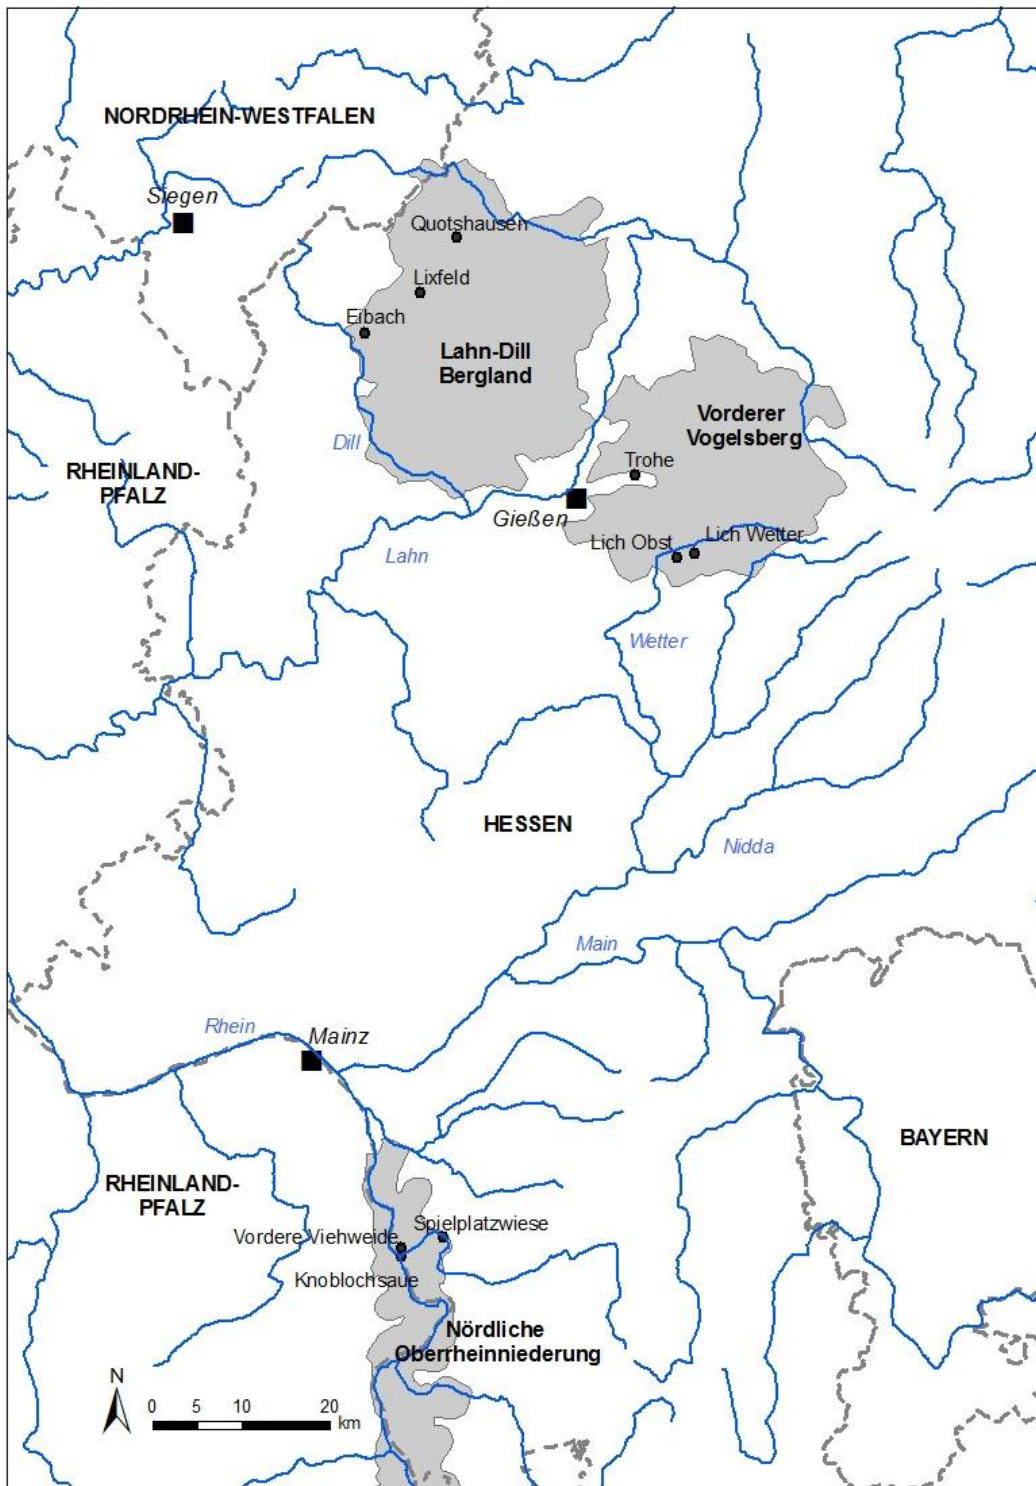 NORDRHEIN-WESTFALEN
Siegen
Quotshausen
Lixfeld
Eibach
Lahn-Dill
Bergland
Vorderer
Vogelsberg
Dill
Trohe
RHEINLAND-
PFALZ
Gießen
Lich Obst
Lich Wetter
Lahn
Wetter
HESSEN
Nidda
Main
Rhein
Mainz
BAYERN
RHEINLAND-
PFALZ
Spielplatzwiese
Vordere Viehweide
Knoblochsaue
Nördliche
Oberrheinniederung
N
0 5 10 20
km